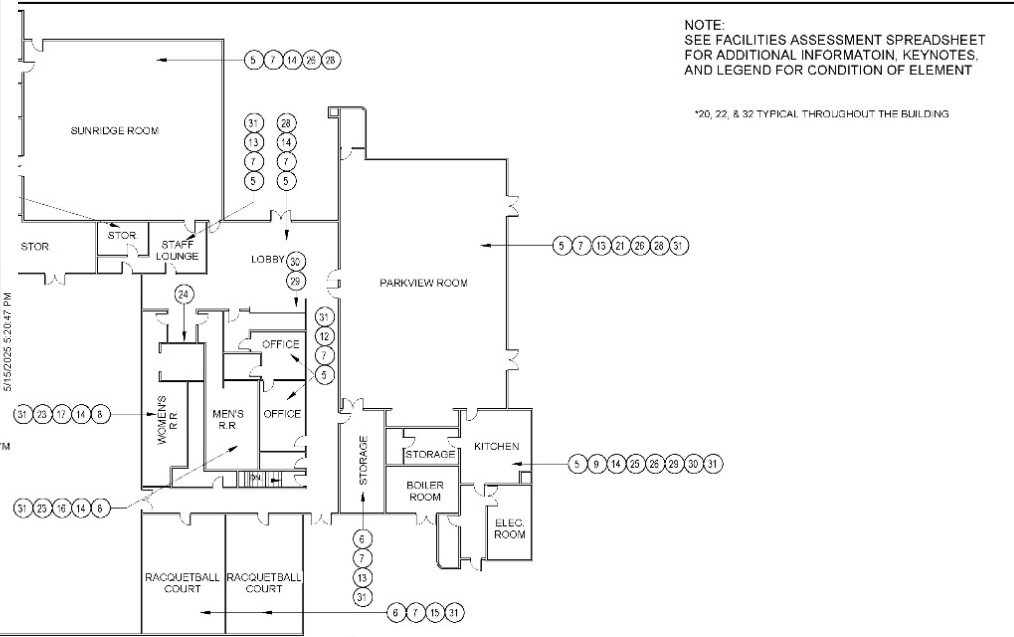 NOTE:
SEE FACILITIES ASSESSMENT SPREADSHEET
FOR ADDITIONAL INFORMATOIN, KEYNOTES,
AND LEGEND FOR CONDITION OF ELEMENT
*20, 22, & 32 TYPICAL THROUGHOUT THE BUILDING
5 7 14 26 28
SUNRIDGE ROOM
31 28
13 14
7 7
5 5
STOR.
STOR.
STAFF
LOUNGE
LOBBY
30
29
5 7 13 21 26 28 31
PARKVIEW ROOM
24
31
12
7
5
OFFICE
OFFICE
5/15/2025 5:20:47 PM
31 23 17 14 8
WOMEN'S
R.R.
MEN'S
R.R.
STORAGE
STORAGE
KITCHEN
5 9 14 25 26 29 30 31
BOILER
ROOM
DN.
31 23 16 14 8
ELEC.
ROOM
6
7
13
31
RACQUETBALL
COURT
RACQUETBALL
COURT
6 7 15 31